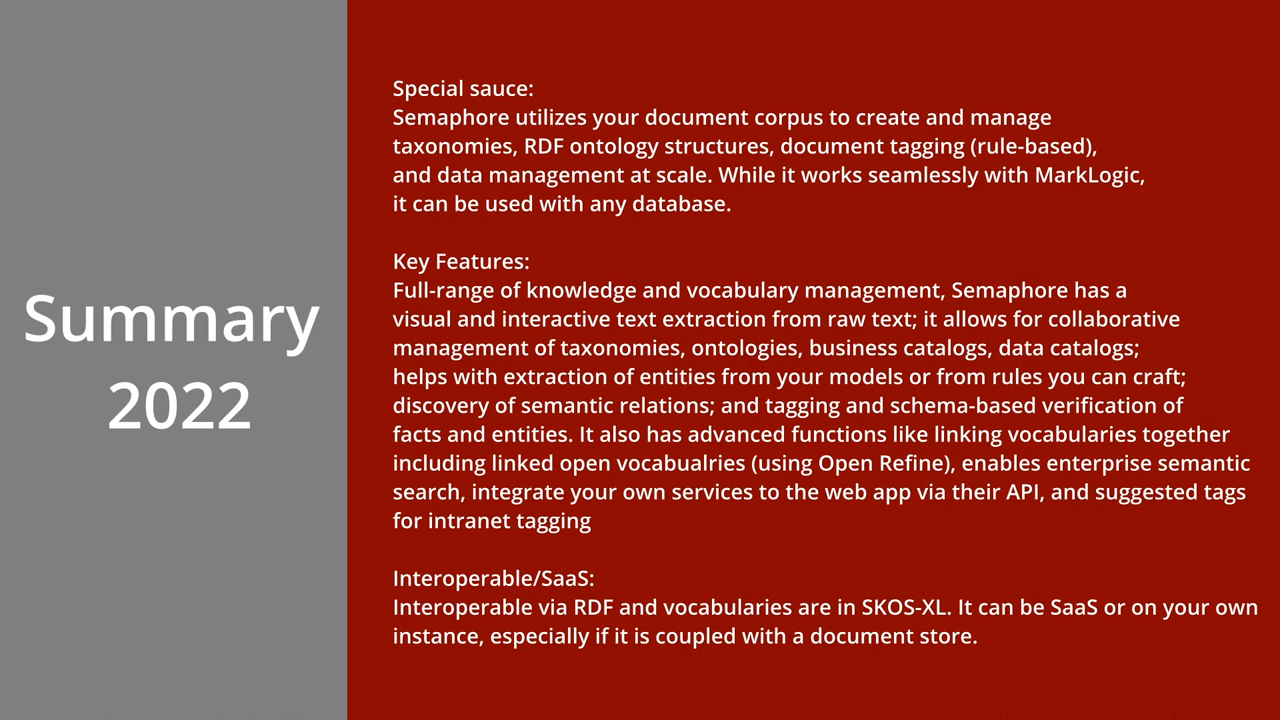 Summary
2022
Special sauce:
Semaphore utilizes your document corpus to create and manage
taxonomies, RDF ontology structures, document tagging (rule-based),
and data management at scale. While it works seamlessly with MarkLogic,
it can be used with any database.
Key Features:
Full-range of knowledge and vocabulary management, Semaphore has a
visual and interactive text extraction from raw text; it allows for collaborative
management of taxonomies, ontologies, business catalogs, data catalogs;
helps with extraction of entities from your models or from rules you can craft;
discovery of semantic relations; and tagging and schema-based verification of
facts and entities. It also has advanced functions like linking vocabularies together
including linked open vocabualries (using Open Refine), enables enterprise semantic
search, integrate your own services to the web app via their API, and suggested tags
for intranet tagging
Interoperable/SaaS:
Interoperable via RDF and vocabularies are in SKOS-XL. It can be SaaS or on your own
instance, especially if it is coupled with a document store.